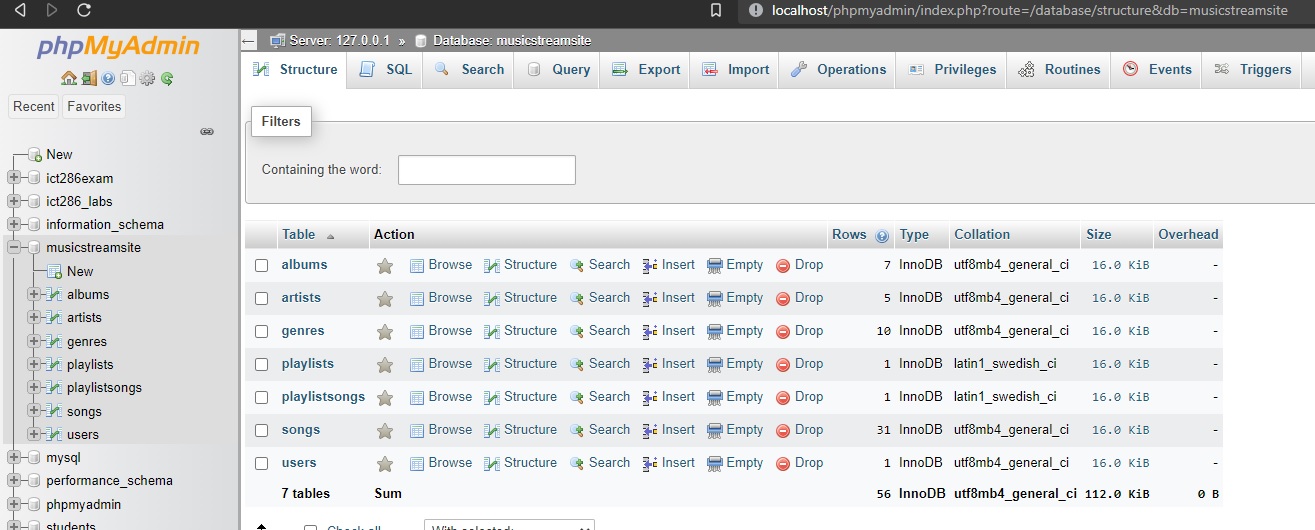 localhost/phpmyadmin/index.php?route=/database/structure&db=musicstreamsite
phpMyAdmin
Recent Favorites
New
ict286exam
ict286_labs
information_schema
musicstreamsite
New
albums
artists
genres
playlists
playlistsongs
songs
users
mysql
performance_schema
phpmyadmin
students
Server: 127.0.0.1 » Database: musicstreamsite
Structure SQL Search Query Export Import Operations Privileges Routines Events Triggers
Filters
Containing the word:
Table Action Rows Type Collation Size Overhead
albums Browse Structure Search Insert Empty Drop 7 InnoDB utf8mb4_general_ci 16.0 KiB -
artists Browse Structure Search Insert Empty Drop 5 InnoDB utf8mb4_general_ci 16.0 KiB -
genres Browse Structure Search Insert Empty Drop 10 InnoDB utf8mb4_general_ci 16.0 KiB -
playlists Browse Structure Search Insert Empty Drop 1 InnoDB latin1_swedish_ci 16.0 KiB -
playlistsongs Browse Structure Search Insert Empty Drop 1 InnoDB latin1_swedish_ci 16.0 KiB -
songs Browse Structure Search Insert Empty Drop 31 InnoDB utf8mb4_general_ci 16.0 KiB -
users Browse Structure Search Insert Empty Drop 1 InnoDB utf8mb4_general_ci 16.0 KiB -
7 tables Sum 56 InnoDB utf8mb4_general_ci 112.0 KiB 0 B
Check all With selected: